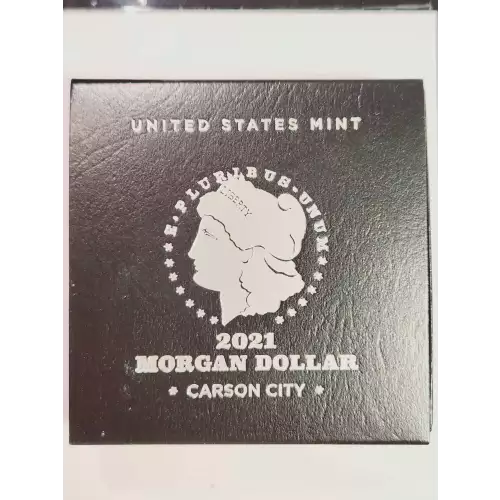 UNITED STATES MINT
E·PLURIBUS·UNUM
LIBERTY
2021
MORGAN DOLLAR
* CARSON CITY *